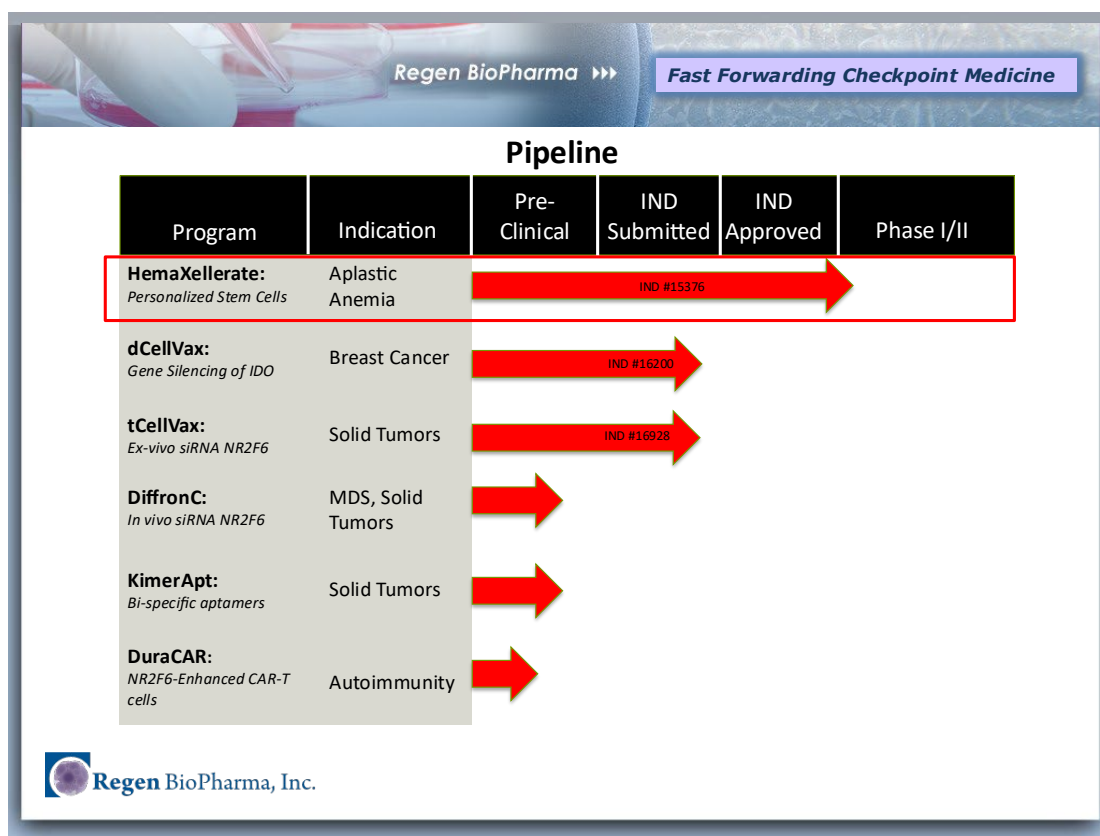 Regen BioPharma
Fast Forwarding Checkpoint Medicine
Pipeline
Program
Indication
Pre-
Clinical
IND
Submitted
IND
Approved
Phase I/II
HemaXellerate:
Personalized Stem Cells
Aplastic
Anemia
IND #15376
dCellVax:
Gene Silencing of IDO
Breast Cancer
IND #16200
tCellVax:
Ex-vivo siRNA NR2F6
Solid Tumors
IND #16928
DiffronC:
In vivo siRNA NR2F6
MDS, Solid
Tumors
KimerApt:
Bi-specific aptamers
Solid Tumors
DuraCAR:
NR2F6-Enhanced CAR-T
cells
Autoimmunity
Regen BioPharma, Inc.